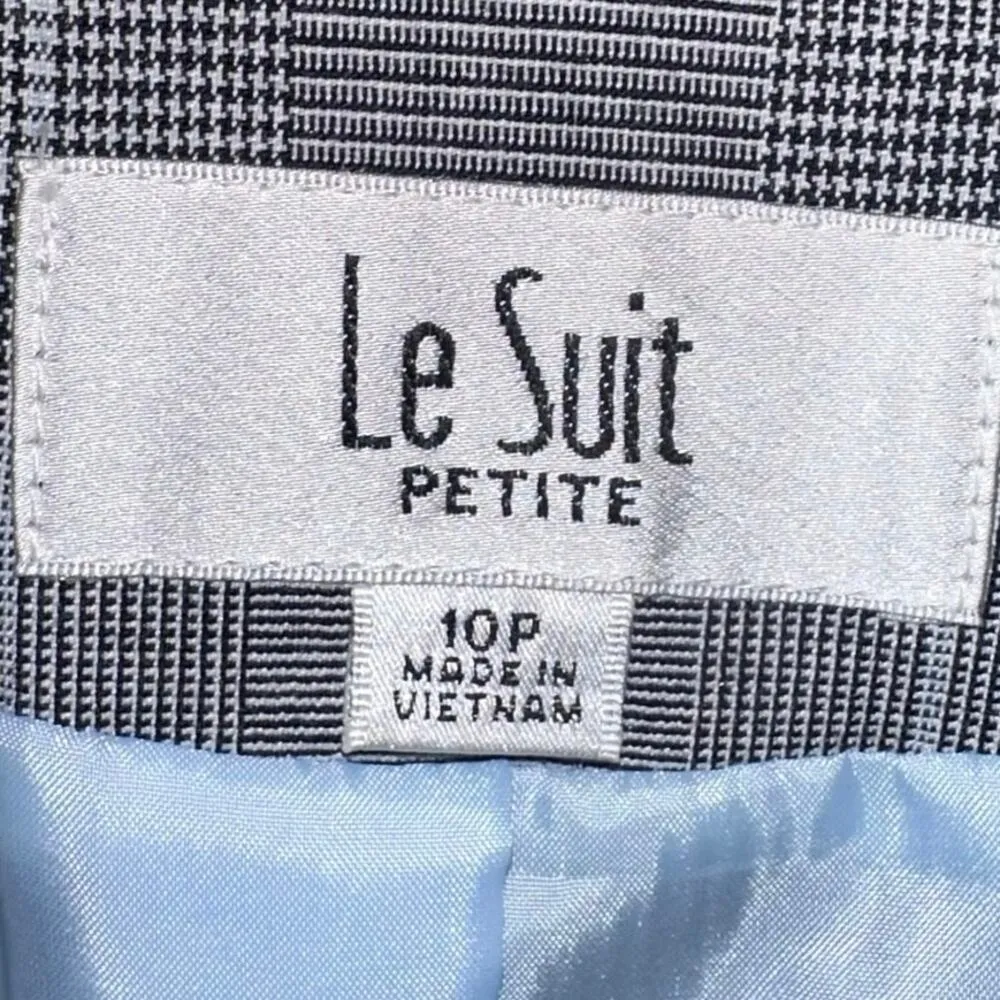 Le Suit
PETITE
10P
MADE IN
VIETNAM